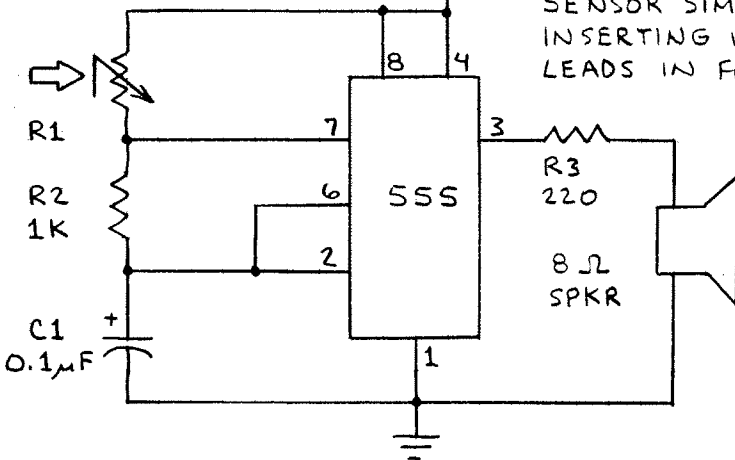 SENSOR
INSERTING
LEADS IN
8
4
R1
7
3
R3
220
R2
1K
6
555
2
8 Ω
SPKR
C1
+
0.1µF
1